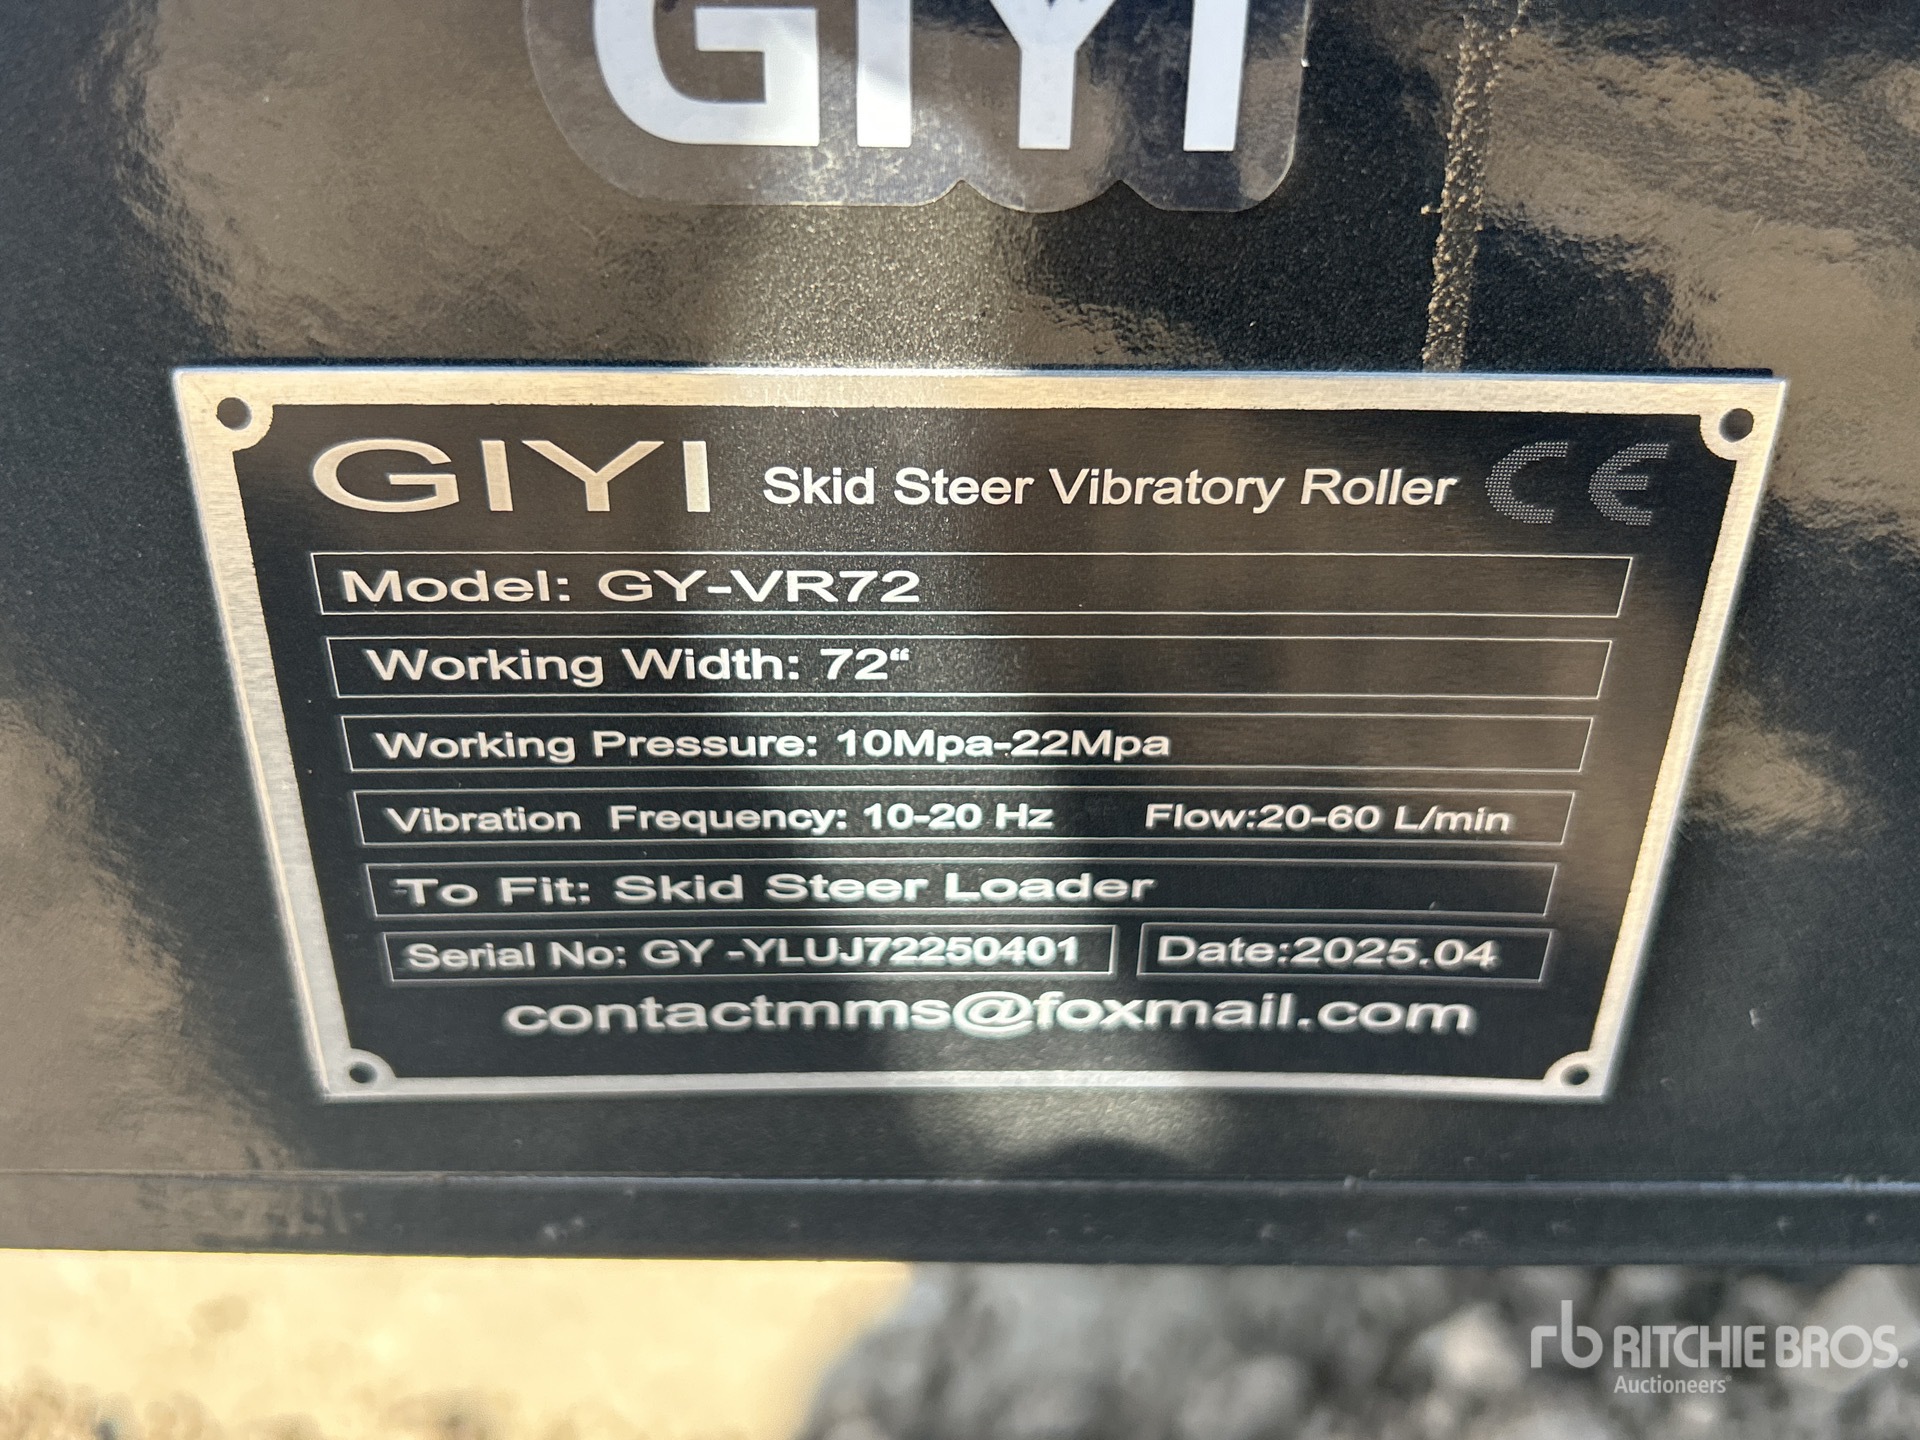 GIYI
GIYI Skid Steer Vibratory Roller CE
Model: GY-VR72
Working Width: 72“
Working Pressure: 10Mpa-22Mpa
Vibration Frequency: 10-20 Hz Flow:20-60 L/min
To Fit: Skid Steer Loader
Serial No: GY -YLUJ72250401 Date:2025.04
contactmms@foxmail.com
rb RITCHIE BROS.
Auctioneers